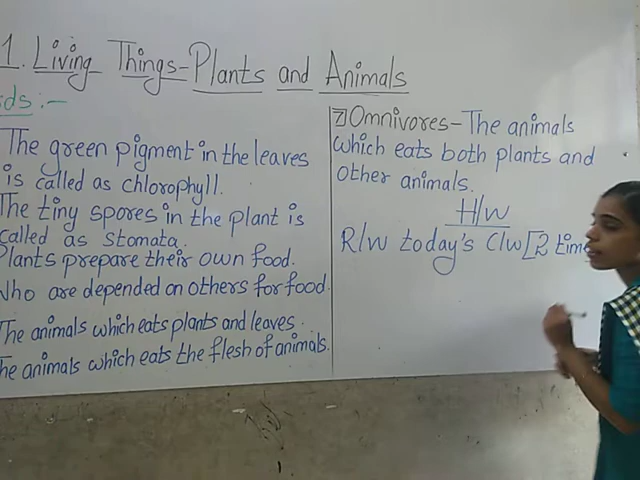 1. Living Things-Plants and Animals
ds:-
The green pigment in the leaves
is called as chlorophyll.
The tiny spores in the plant is
called as stomata.
Plants prepare their own food.
Who are depended on others for food.
The animals which eats plants and leaves.
The animals which eats the flesh of animals.
7] Omnivores-The animals
which eats both plants and
other animals.
H/W
R/W today's C/W [2 time